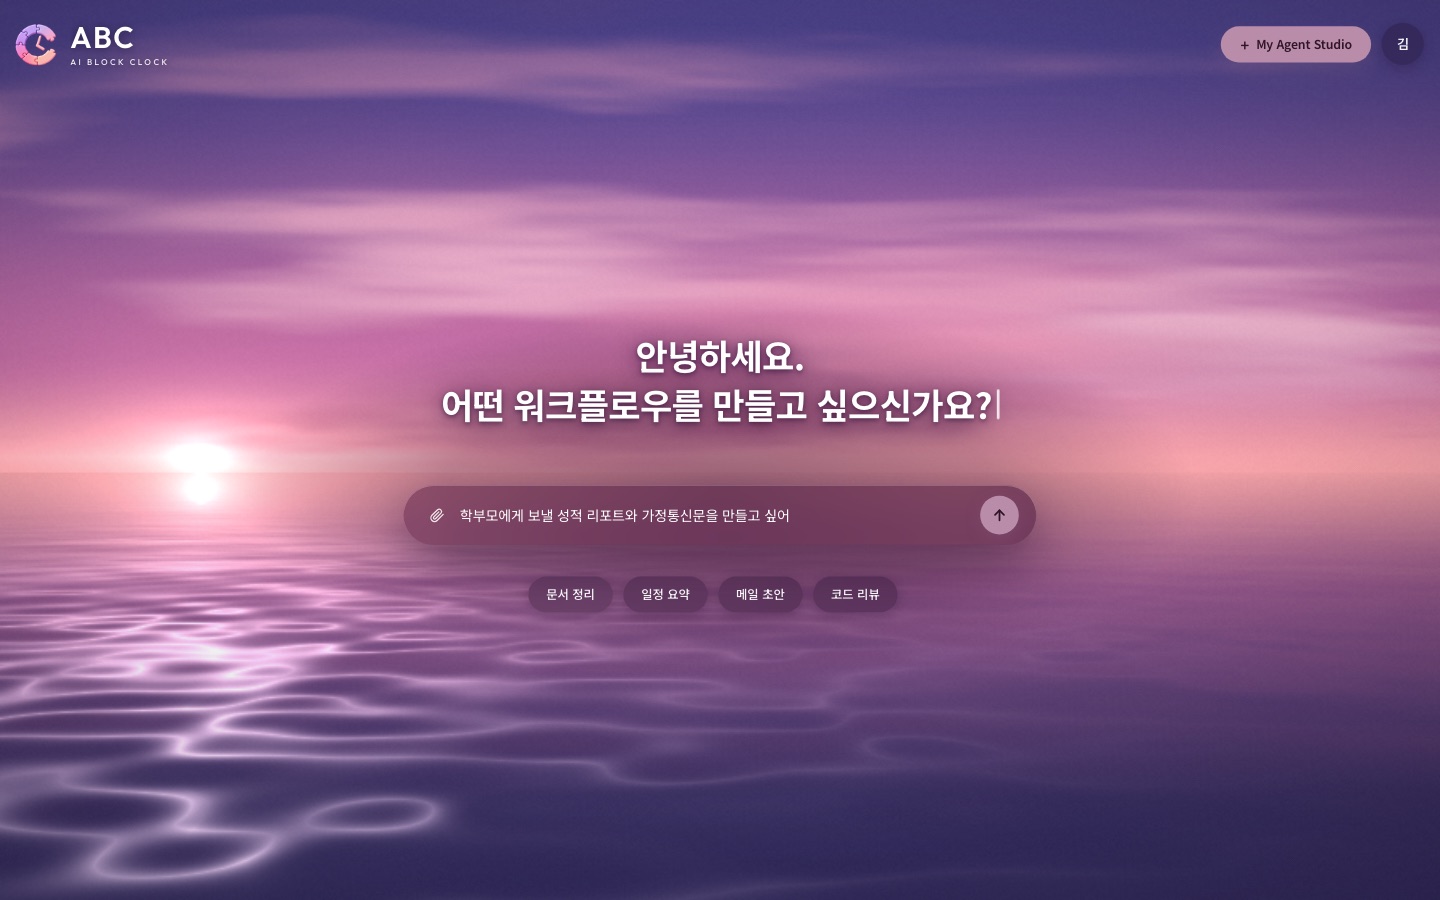 ABC
AI BLOCK CLOCK
+ My Agent Studio
김
안녕하세요.
어떤 워크플로우를 만들고 싶으신가요?
학부모에게 보낼 성적 리포트와 가정통신문을 만들고 싶어
문서 정리
일정 요약
메일 초안
코드 리뷰